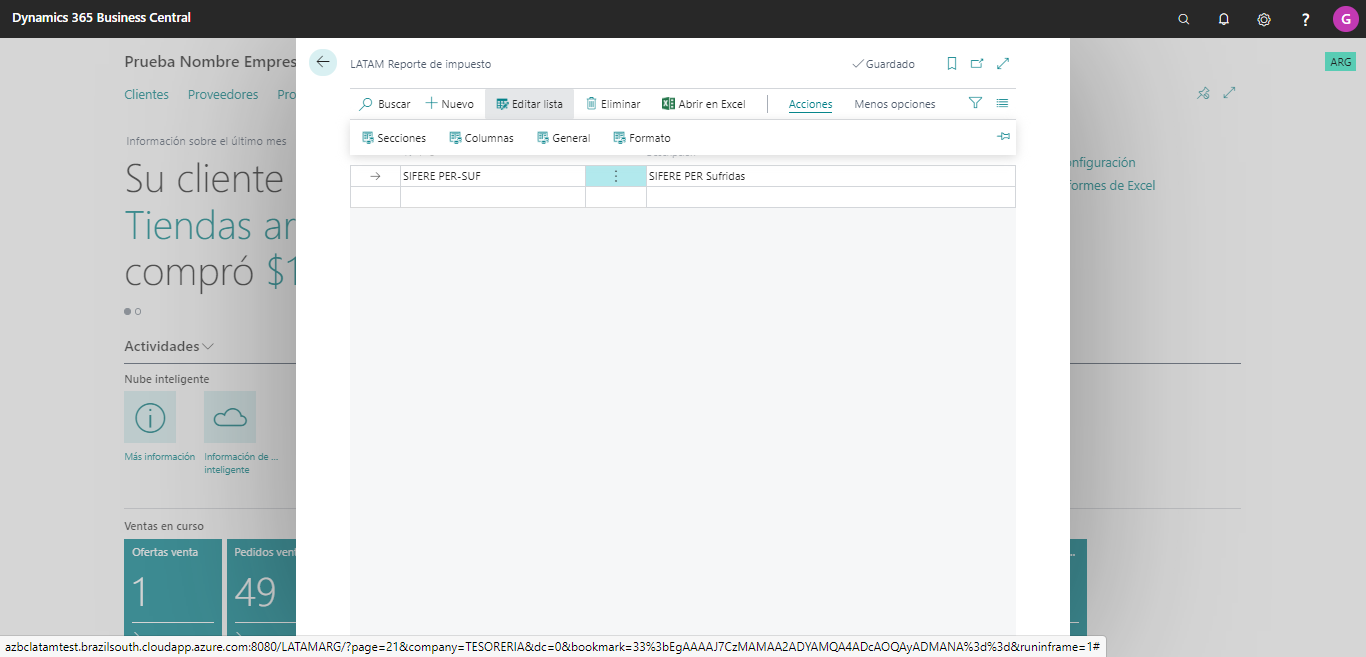 Dynamics 365 Business Central
?
G
Prueba Nombre Empres
ARG
Clientes Proveedores Pro
Información sobre el último mes
Su cliente
Tiendas ar
compró $1
Actividades
Nube inteligente
Más información
Información de ...
inteligente
Ventas en curso
Ofertas venta
1
Pedidos vent
49
LATAM Reporte de impuesto
Guardado
Buscar Nuevo Editar lista Eliminar Abrir en Excel Acciones Menos opciones
Secciones Columnas General Formato
SIFERE PER-SUF SIFERE PER Sufridas
nfiguración
formes de Excel
azbclatamtest.brazilsouth.cloudapp.azure.com:8080/LATAMARG/?page=21&company=TESORERIA&dc=0&bookmark=33%3bEgAAAAJ7CzMAMAA2ADYAMQA4ADcAOQAyADMANA%3d%3d&runinframe=1#